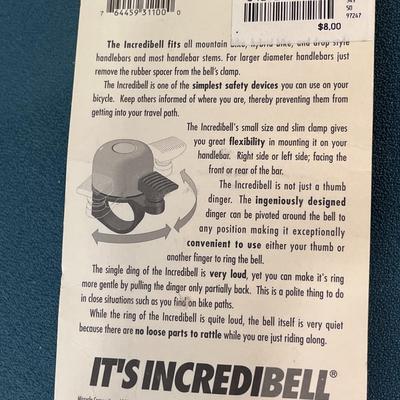 7 64459 31100 0
50
97247
$8.00
The Incredibell fits all mountain bike, hybrid bike, and drop style
handlebars and most handlebar stems. For larger diameter handlebars just
remove the rubber spacer from the bell's clamp.
The Incredibell is one of the simplest safety devices you can use on your
bicycle. Keep others informed of where you are, thereby preventing them from
getting into your travel path.
The Incredibell's small size and slim clamp gives
you great flexibility in mounting it on your
handlebar. Right side or left side; facing the
front or rear of the bar.
The Incredibell is not just a thumb
dinger. The ingeniously designed
dinger can be pivoted around the bell to
any position making it exceptionally
convenient to use either your thumb or
another finger to ring the bell.
The single ding of the Incredibell is very loud, yet you can make it's ring
more gentle by pulling the dinger only partially back. This is a polite thing to do
in close situations such as you find on bike paths.
While the ring of the Incredibell is quite loud, the bell itself is very quiet
because there are no loose parts to rattle while you are just riding along.
IT'S INCREDIBELL®